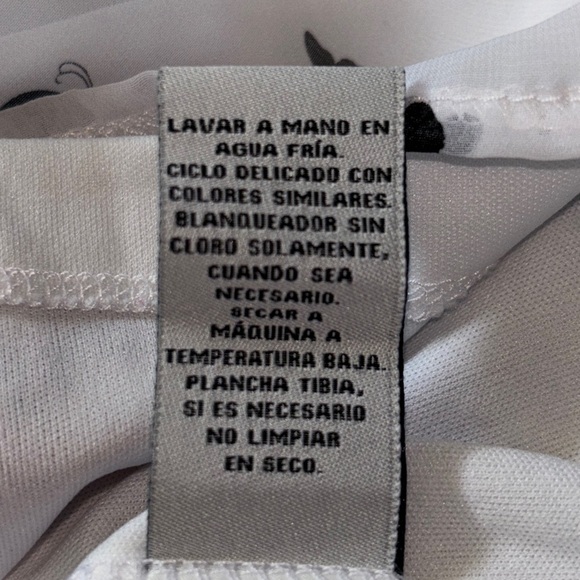 LAVAR A MANO EN
AGUA FRÍA.
CICLO DELICADO CON
COLORES SIMILARES.
BLANQUEADOR SIN
CLORO SOLAMENTE,
CUANDO SEA
NECESARIO.
SECAR A
MÁQUINA A
TEMPERATURA BAJA.
PLANCHA TIBIA,
SI ES NECESARIO
NO LIMPIAR
EN SECO.